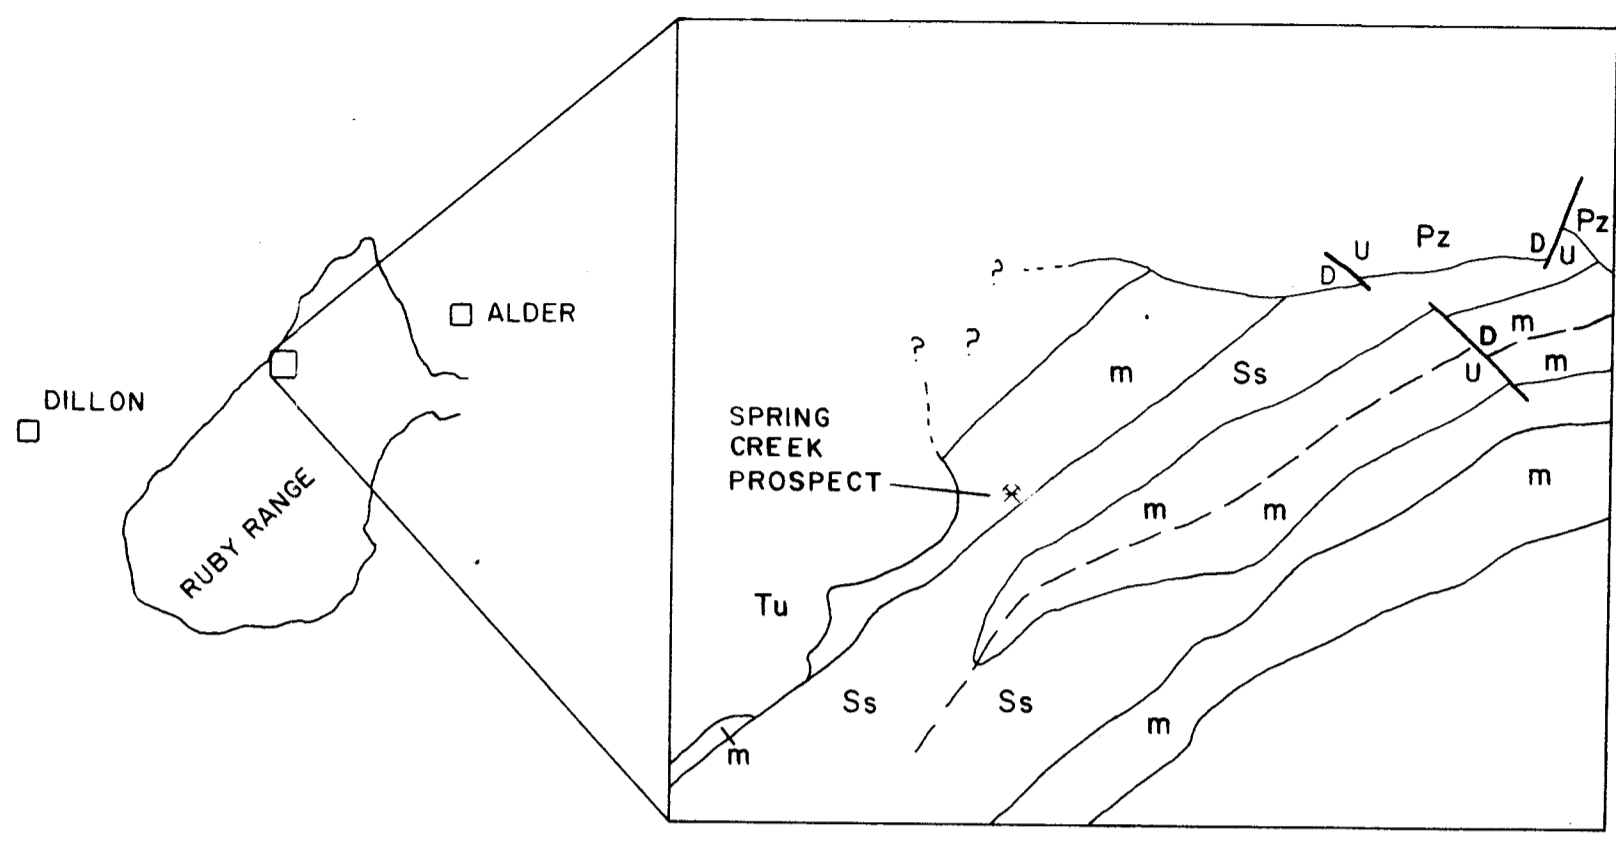 DILLON
ALDER
RUBY RANGE
Pz
U
D
Pz
D
U
?
?
?
m
Ss
m
D
U
m
SPRING
CREEK
PROSPECT
m
m
m
Tu
Ss
Ss
m
m